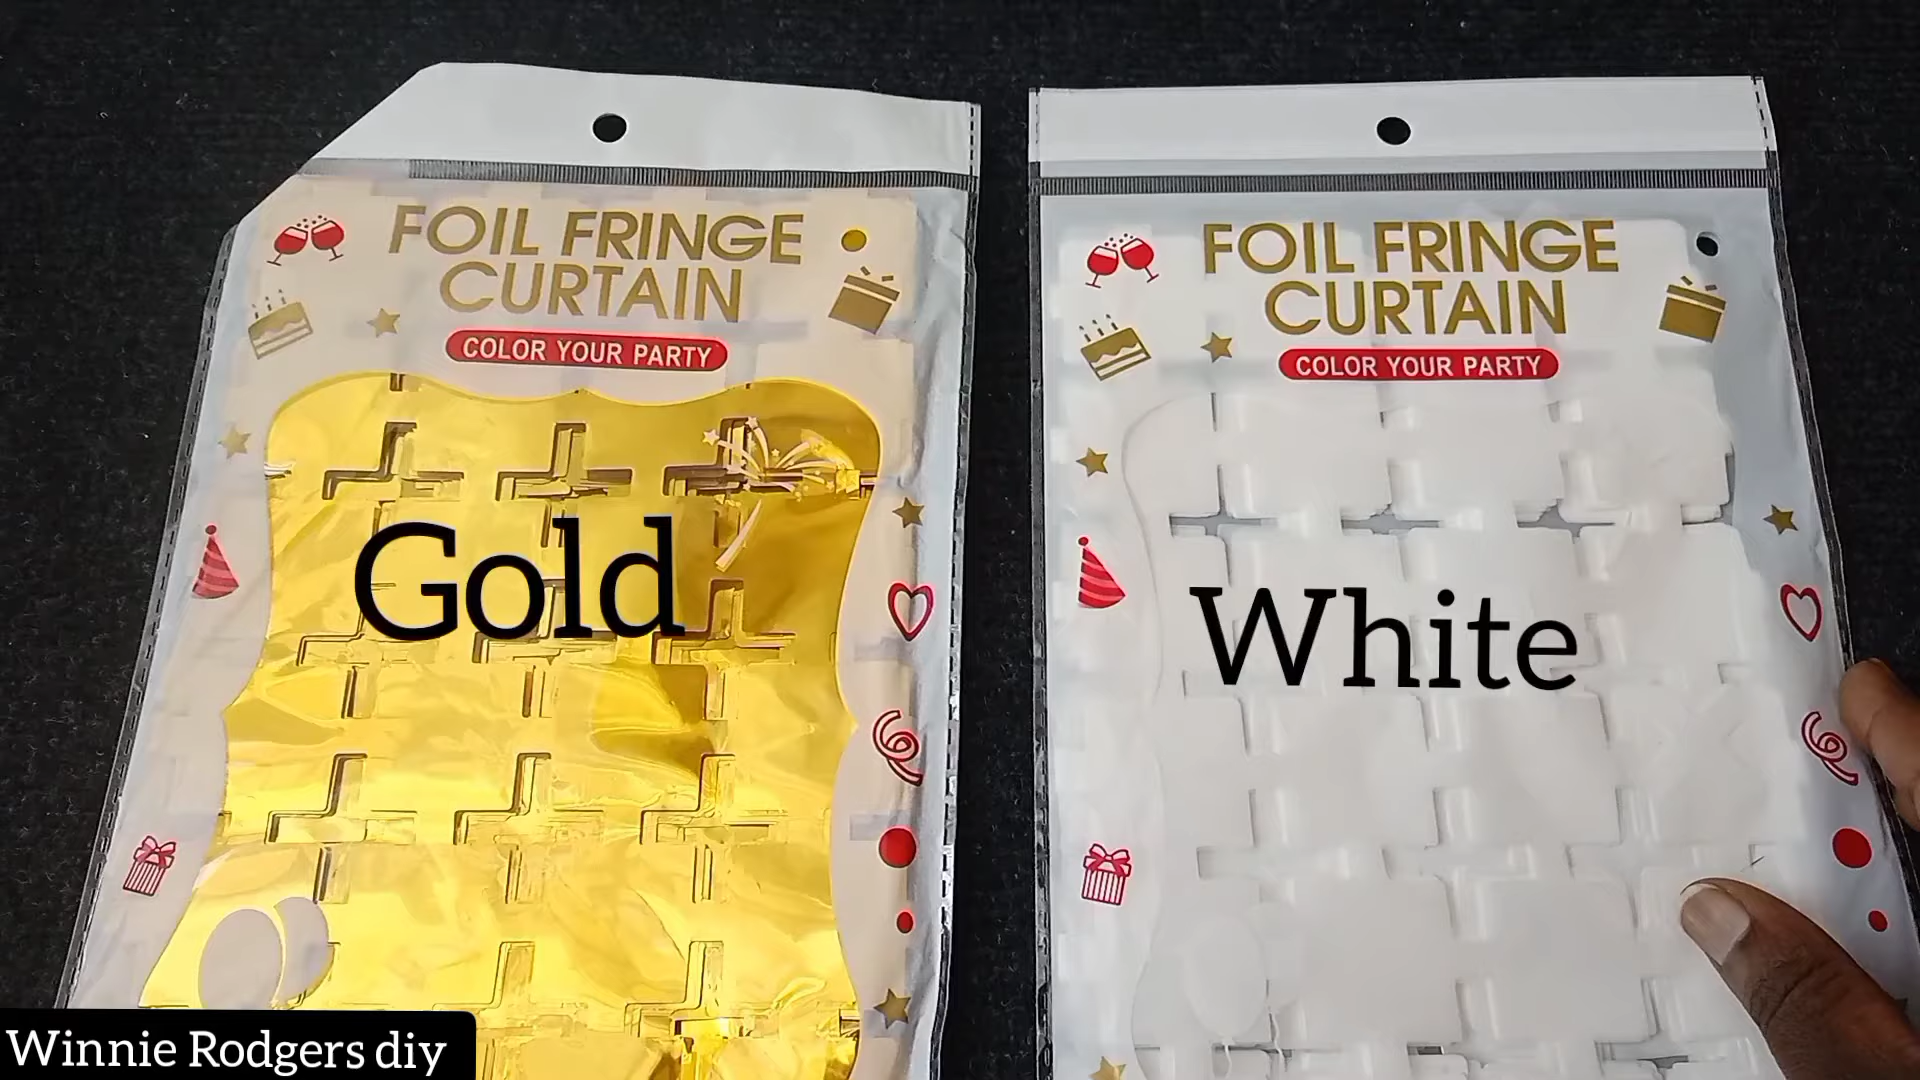 FOIL FRINGE
CURTAIN
COLOR YOUR PARTY
Gold
FOIL FRINGE
CURTAIN
COLOR YOUR PARTY
White
Winnie Rodgers diy